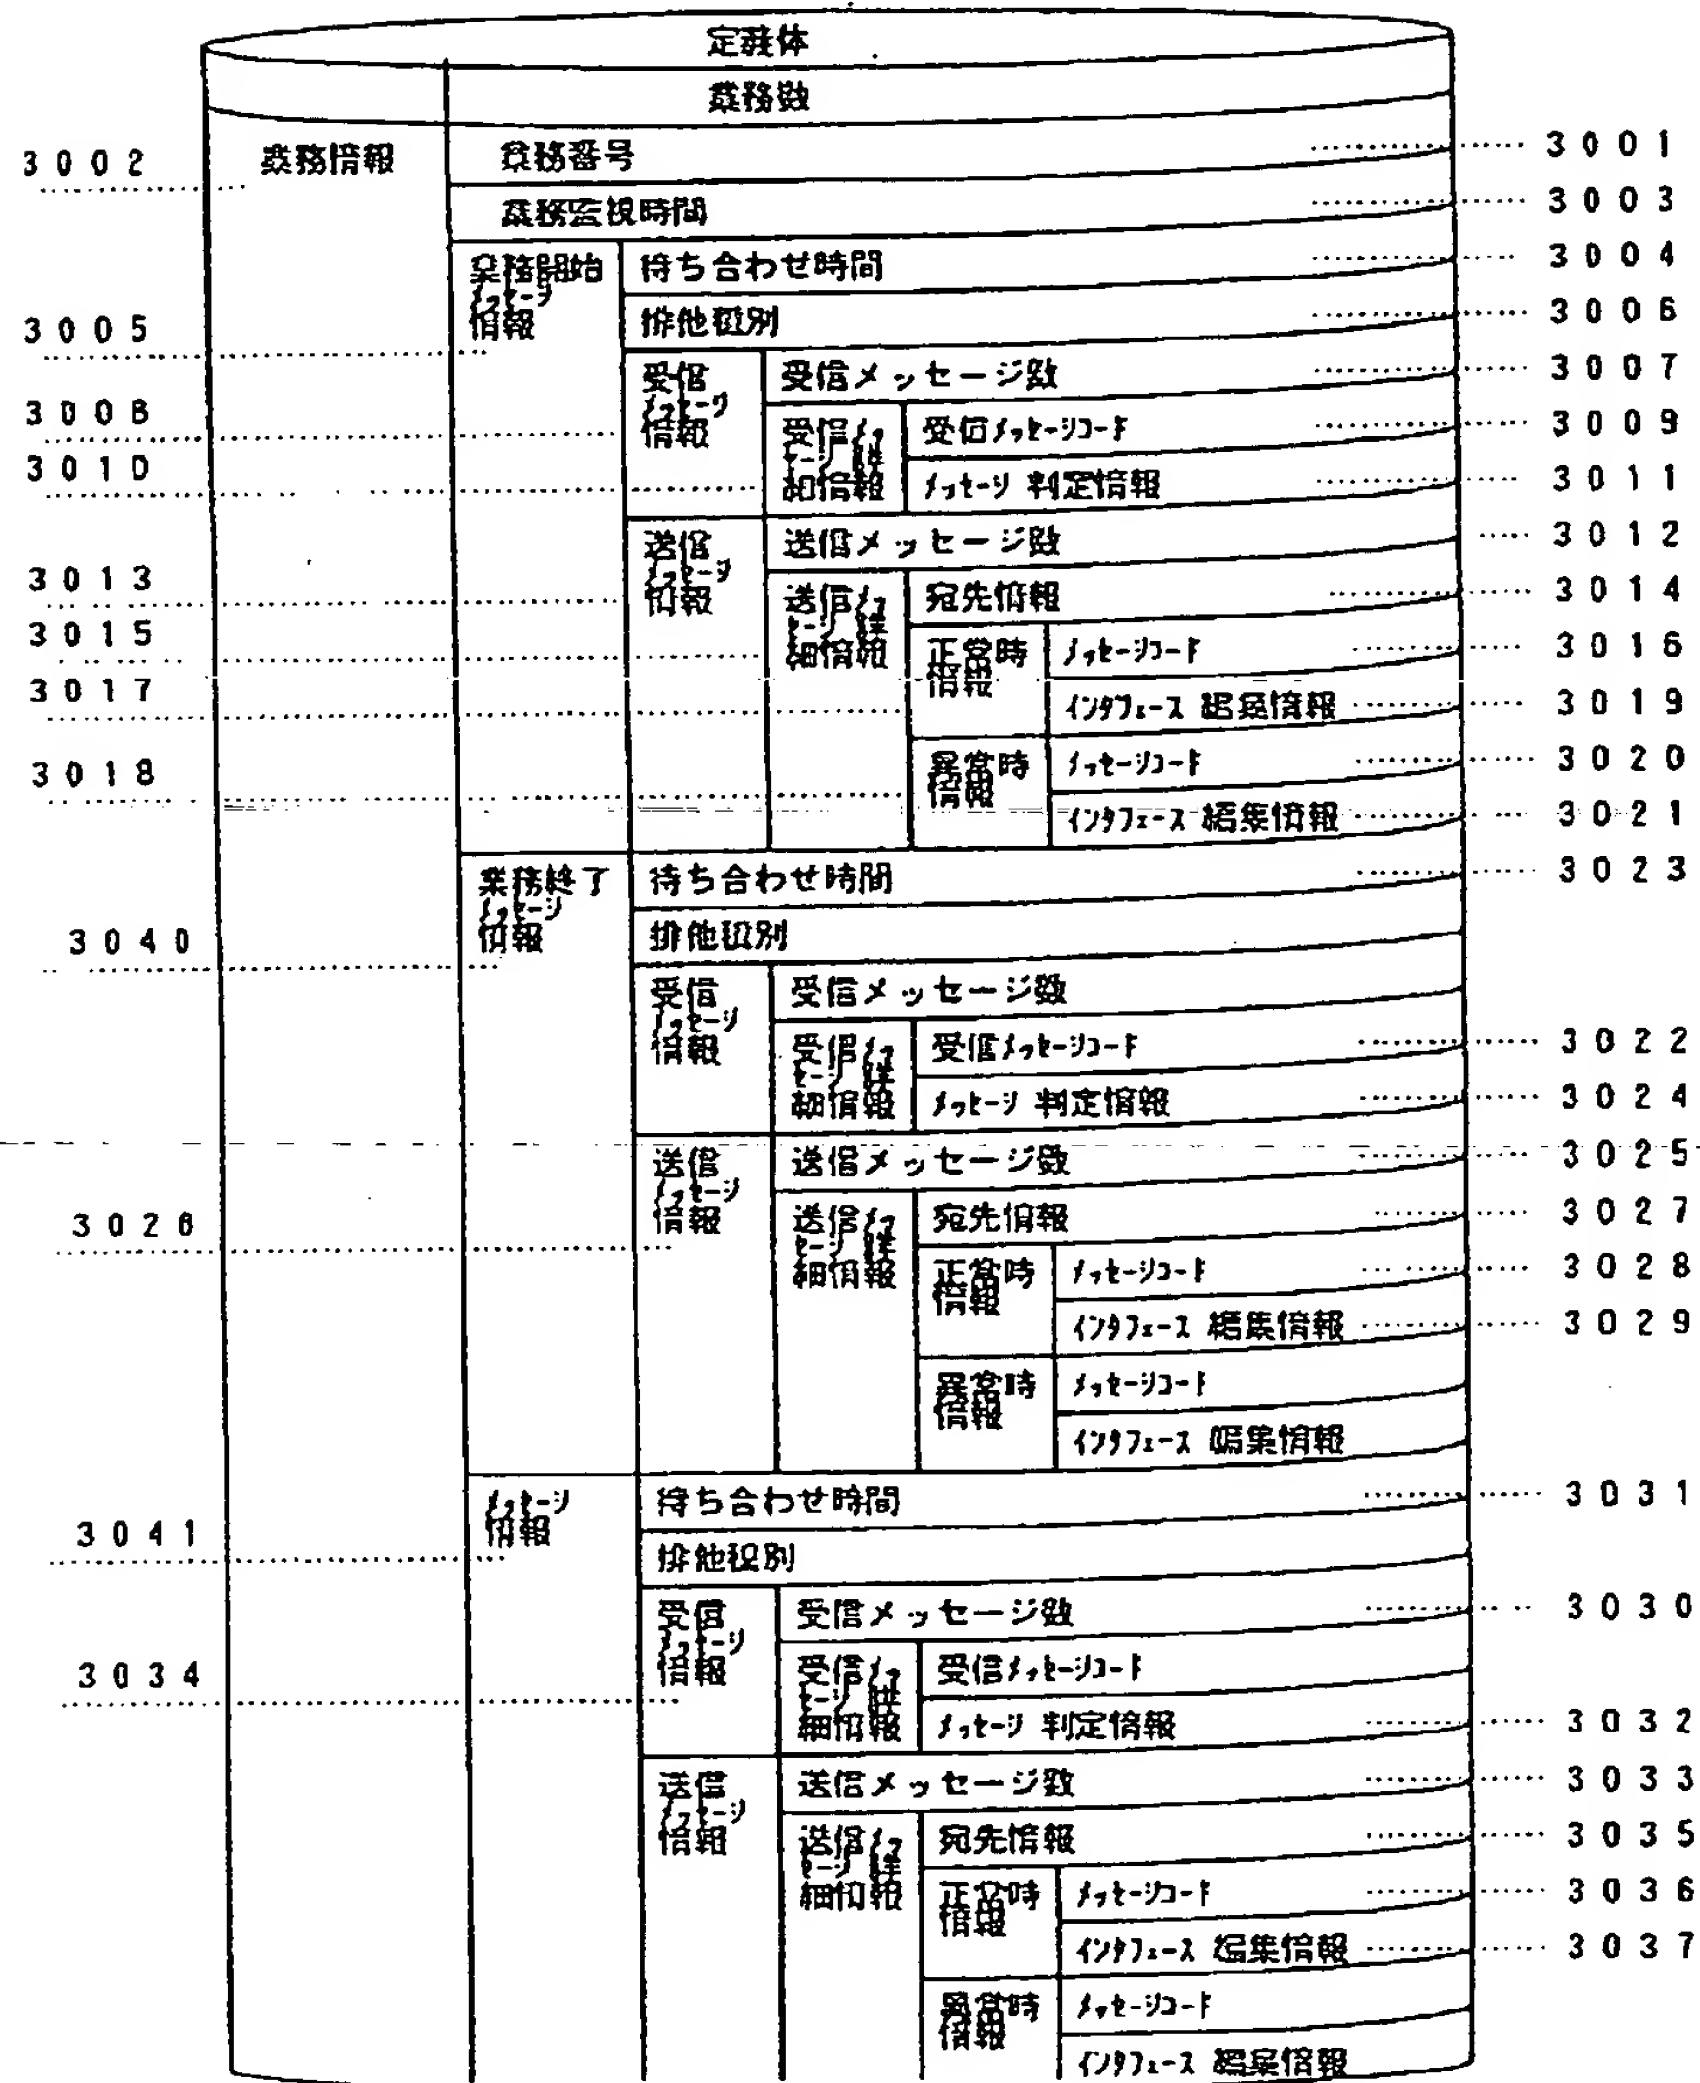 定義体
業務数
3002 業務情報 業務番号 3001
業務監視時間 3003
業務開始 待ち合わせ時間 3004
メッセージ
3005 情報 排他種別 3006
受信 受信メッセージ数 3007
メッセージ
3008 情報 受信メッ 受信メッセージコード 3009
セージ 詳
3010 細情報 メッセージ 判定情報 3011
送信 送信メッセージ数 3012
メッセージ
3013 情報 送信メッ 宛先情報 3014
セージ 詳
3015 細情報 正常時 メッセージコード 3016
情報
3017 インタフェース 編集情報 3019
3018 異常時 メッセージコード 3020
情報
インタフェース 編集情報 3021
業務終了 待ち合わせ時間 3023
メッセージ
3040 情報 排他種別
受信 受信メッセージ数
メッセージ
情報 受信メッ 受信メッセージコード 3022
セージ 詳
細情報 メッセージ 判定情報 3024
送信 送信メッセージ数 3025
メッセージ
3026 情報 送信メッ 宛先情報 3027
セージ 詳
細情報 正常時 メッセージコード 3028
情報
インタフェース 編集情報 3029
異常時 メッセージコード
情報
インタフェース 編集情報
メッセージ 待ち合わせ時間 3031
情報
3041 排他種別
受信 受信メッセージ数 3030
メッセージ
3034 情報 受信メッ 受信メッセージコード
セージ 詳
細情報 メッセージ 判定情報 3032
送信 送信メッセージ数 3033
メッセージ
情報 送信メッ 宛先情報 3035
セージ 詳
細情報 正常時 メッセージコード 3036
情報
インタフェース 編集情報 3037
異常時 メッセージコード
情報
インタフェース 編集情報